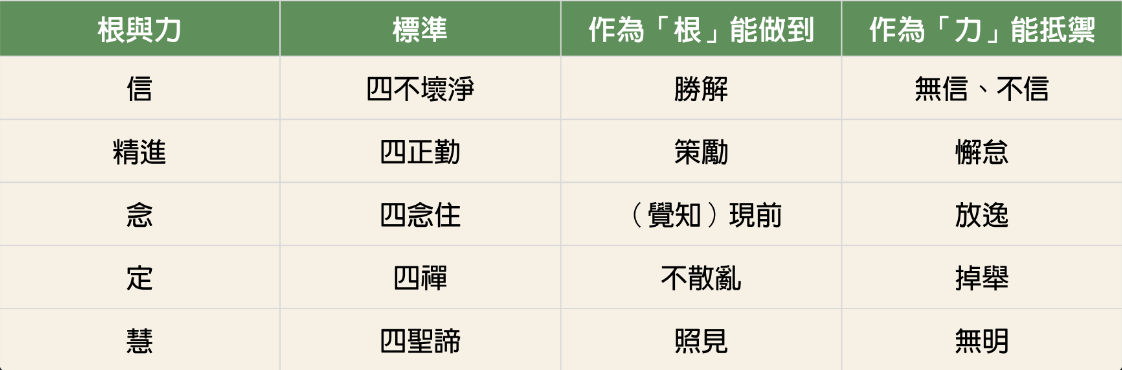 根與力 標準 作為「根」能做到 作為「力」能抵禦
信 四不壞淨 勝解 無信、不信
精進 四正勤 策勵 懈怠
念 四念住 （覺知）現前 放逸
定 四禪 不散亂 掉舉
慧 四聖諦 照見 無明